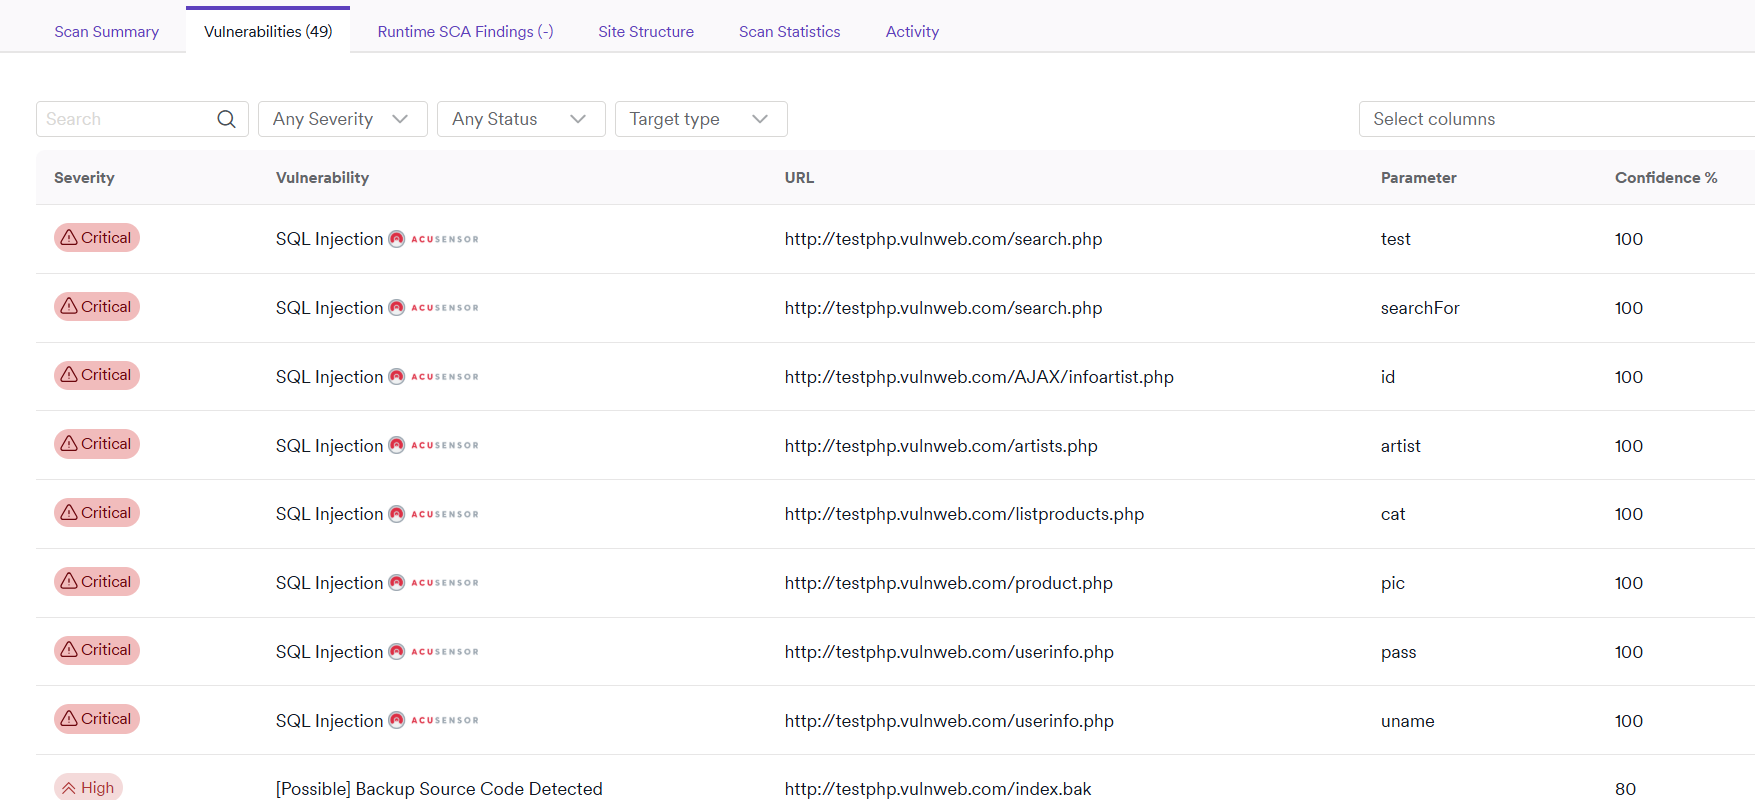 Scan Summary Vulnerabilities (49) Runtime SCA Findings (-) Site Structure Scan Statistics Activity
Search Any Severity Any Status Target type Select columns
Severity Vulnerability URL Parameter Confidence %
Critical SQL Injection ACUSENSOR http://testphp.vulnweb.com/search.php test 100
Critical SQL Injection ACUSENSOR http://testphp.vulnweb.com/search.php searchFor 100
Critical SQL Injection ACUSENSOR http://testphp.vulnweb.com/AJAX/infoartist.php id 100
Critical SQL Injection ACUSENSOR http://testphp.vulnweb.com/artists.php artist 100
Critical SQL Injection ACUSENSOR http://testphp.vulnweb.com/listproducts.php cat 100
Critical SQL Injection ACUSENSOR http://testphp.vulnweb.com/product.php pic 100
Critical SQL Injection ACUSENSOR http://testphp.vulnweb.com/userinfo.php pass 100
Critical SQL Injection ACUSENSOR http://testphp.vulnweb.com/userinfo.php uname 100
High [Possible] Backup Source Code Detected http://testphp.vulnweb.com/index.bak 80